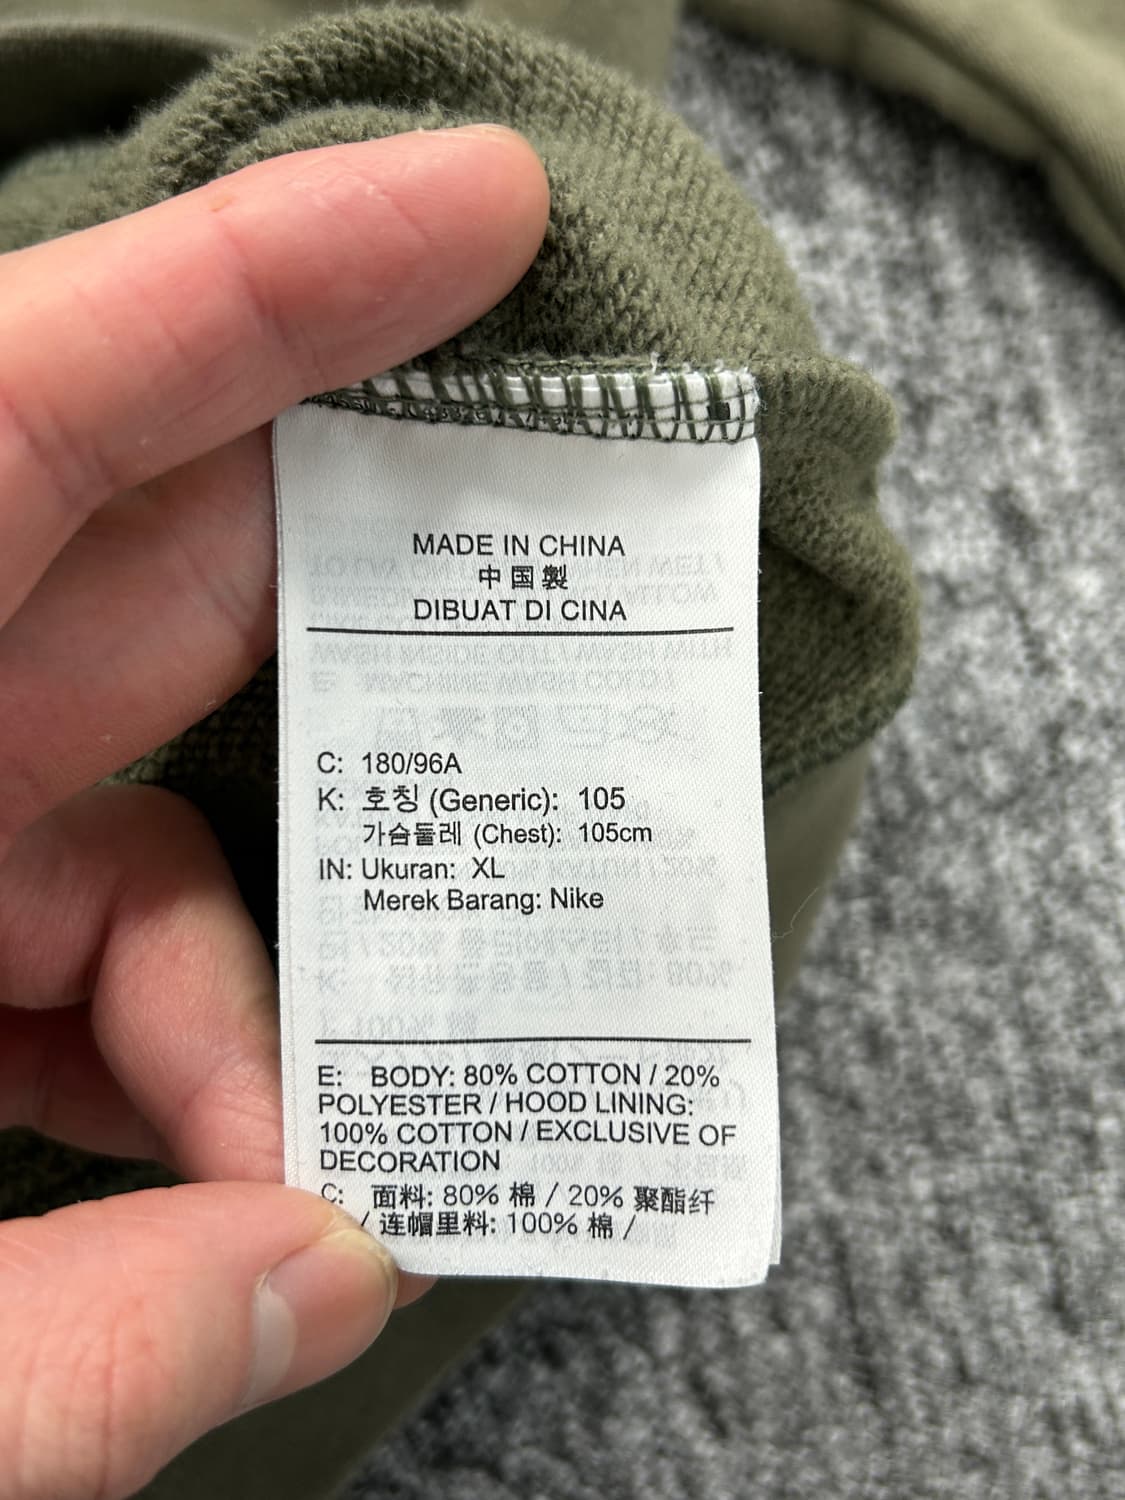 MADE IN CHINA
中国製
DIBUAT DI CINA
C: 180/96A
K: 호칭 (Generic): 105
가슴둘레 (Chest): 105cm
IN: Ukuran: XL
Merek Barang: Nike
E: BODY: 80% COTTON / 20%
POLYESTER / HOOD LINING:
100% COTTON / EXCLUSIVE OF
DECORATION
C: 面料: 80% 棉 / 20% 聚酯纤
/ 连帽里料: 100% 棉 /